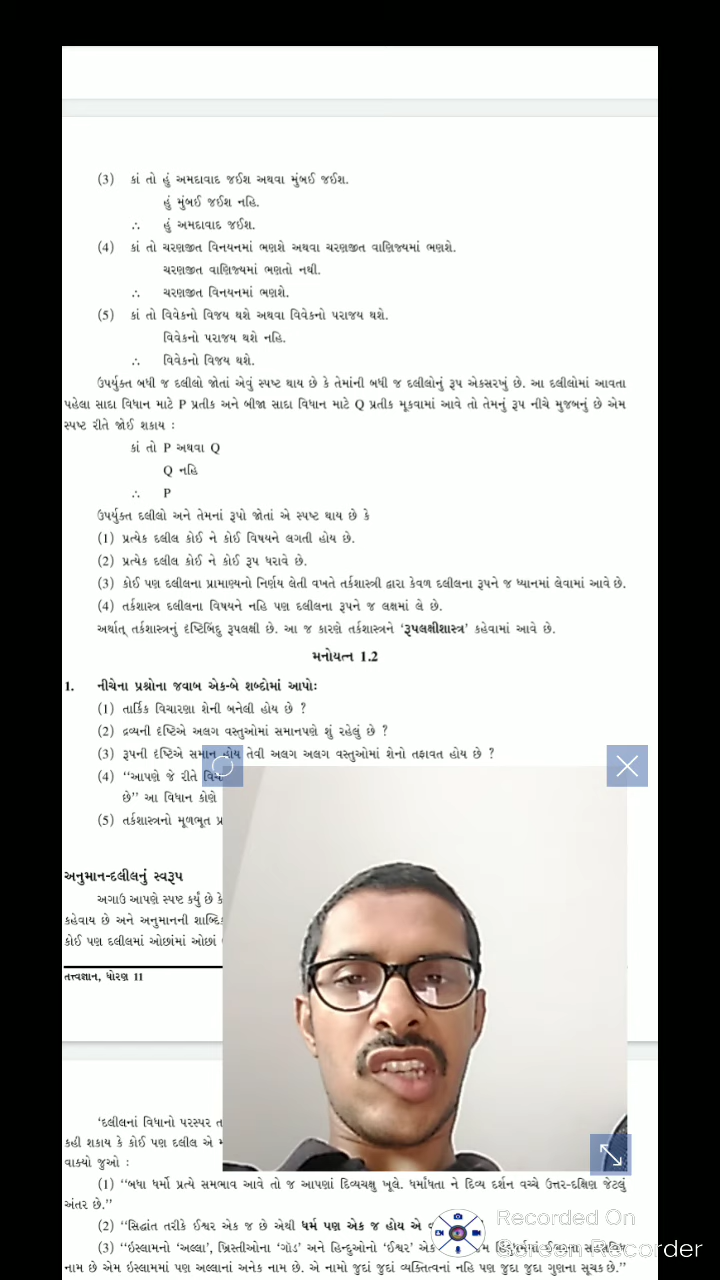 (3) કાં તો હું અમદાવાદ જઈશ અથવા મુંબઈ જઈશ.
હું મુંબઈ જઈશ નહિ.
∴ હું અમદાવાદ જઈશ.
(4) કાં તો ચરણજીત વિનયનમાં ભણશે અથવા ચરણજીત વાણિજ્યમાં ભણશે.
ચરણજીત વાણિજ્યમાં ભણતો નથી.
∴ ચરણજીત વિનયનમાં ભણશે.
(5) કાં તો વિવેકનો વિજય થશે અથવા વિવેકનો પરાજય થશે.
વિવેકનો પરાજય થશે નહિ.
∴ વિવેકનો વિજય થશે.
ઉપર્યુક્ત બધી જ દલીલો જોતાં એવું સ્પષ્ટ થાય છે કે તેમાંની બધી જ દલીલોનું રૂપ એકસરખું છે. આ દલીલોમાં આવતા
પહેલા સાદા વિધાન માટે P પ્રતીક અને બીજા સાદા વિધાન માટે Q પ્રતીક મૂકવામાં આવે તો તેમનું રૂપ નીચે મુજબનું છે એમ
સ્પષ્ટ રીતે જોઈ શકાય :
કાં તો P અથવા Q
Q નહિ
∴ P
ઉપર્યુક્ત દલીલો અને તેમનાં રૂપો જોતાં એ સ્પષ્ટ થાય છે કે
(1) પ્રત્યેક દલીલ કોઈ ને કોઈ વિષયને લગતી હોય છે.
(2) પ્રત્યેક દલીલ કોઈ ને કોઈ રૂપ ધરાવે છે.
(3) કોઈ પણ દલીલના પ્રામાણ્યનો નિર્ણય લેતી વખતે તર્કશાસ્ત્રી દ્વારા કેવળ દલીલના રૂપને જ ધ્યાનમાં લેવામાં આવે છે.
(4) તર્કશાસ્ત્ર દલીલના વિષયને નહિ પણ દલીલના રૂપને જ લક્ષમાં લે છે.
અર્થાત્ તર્કશાસ્ત્રનું દૃષ્ટિબિંદુ રૂપલક્ષી છે. આ જ કારણે તર્કશાસ્ત્રને ‘રૂપલક્ષીશાસ્ત્ર’ કહેવામાં આવે છે.
મનોયત્ન 1.2
1. નીચેના પ્રશ્નોના જવાબ એક-બે શબ્દોમાં આપોઃ
(1) તાર્કિક વિચારણા શેની બનેલી હોય છે ?
(2) દ્રવ્યની દૃષ્ટિએ અલગ વસ્તુઓમાં સમાનપણે શું રહેલું છે ?
(3) રૂપની દૃષ્ટિએ સમાન હોય તેવી અલગ અલગ વસ્તુઓમાં શેનો તફાવત હોય છે ?
(4) ‘‘આપણે જે રીતે
છે’’ આ વિધાન કોણે
(5) તર્કશાસ્ત્રનો મૂળભૂત
અનુમાન-દલીલનું સ્વરૂપ
અગાઉ આપણે સ્પષ્ટ કર્યું છે કે
કહેવાય છે અને અનુમાનની
કોઈ પણ દલીલમાં ઓછાંમાં ઓછાં
તત્ત્વજ્ઞાન, ધોરણ 11
‘દલીલનાં વિધાનો પરસ્પર
કહી શકાય કે કોઈ પણ દલીલ એ
વાક્યો જુઓ :
(1) ‘‘બધા ધર્મો પ્રત્યે સમભાવ આવે તો જ આપણાં દિવ્યચક્ષુ ખૂલે. ધર્માંધતા ને દિવ્ય દર્શન વચ્ચે ઉત્તર-દક્ષિણ જેટલું
અંતર છે.’’
(2) ‘‘સિદ્ધાંત તરીકે ઈશ્વર એક જ છે એથી ધર્મ પણ એક જ હોય એ
(3) ‘‘ઇસ્લામનો ‘અલ્લા’, ખ્રિસ્તીઓના ‘ગૉડ’ અને હિન્દુઓનો ‘ઈશ્વર’
નામ છે એમ ઇસ્લામમાં પણ અલ્લાનાં અનેક નામ છે. એ નામો જુદાં જુદાં વ્યક્તિત્વનાં નહિ પણ જુદા જુદા ગુણના સૂચક છે.’’
Recorded On
Screen Recorder